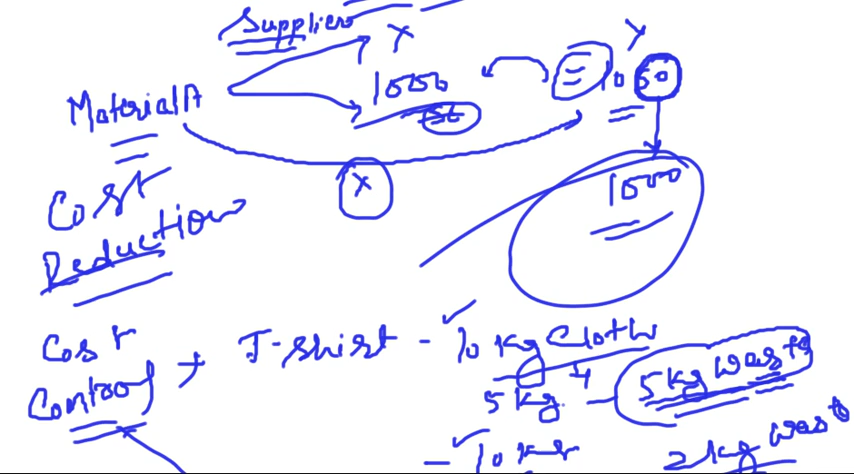 Supplier
X Y
Material A 1000 = 1050
St
X
1000
Cost
Reduction
Cost
Control → T-shirt - 10 kg Cloth
5 kg - 5 kg waste
- 10 kg 2 kg waste